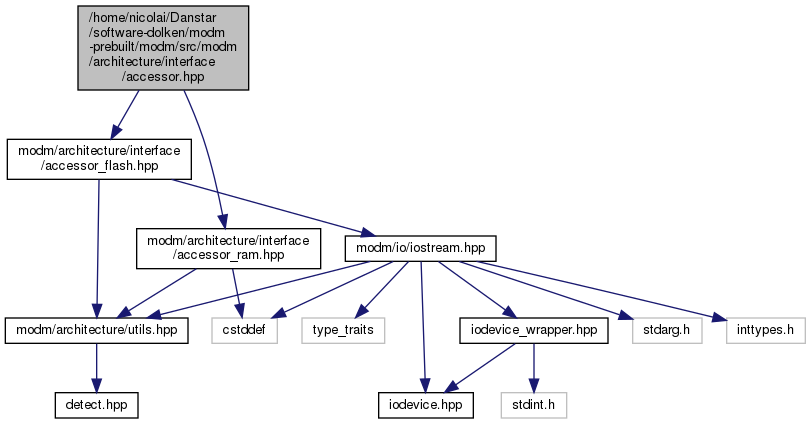 /home/nicolai/Danstar
/software-dolken/modm
-prebuilt/modm/src/modm
/architecture/interface
/accessor.hpp
modm/architecture/interface
/accessor_flash.hpp
modm/architecture/interface
/accessor_ram.hpp
modm/io/iostream.hpp
modm/architecture/utils.hpp
cstddef
type_traits
iodevice_wrapper.hpp
stdarg.h
inttypes.h
detect.hpp
iodevice.hpp
stdint.h